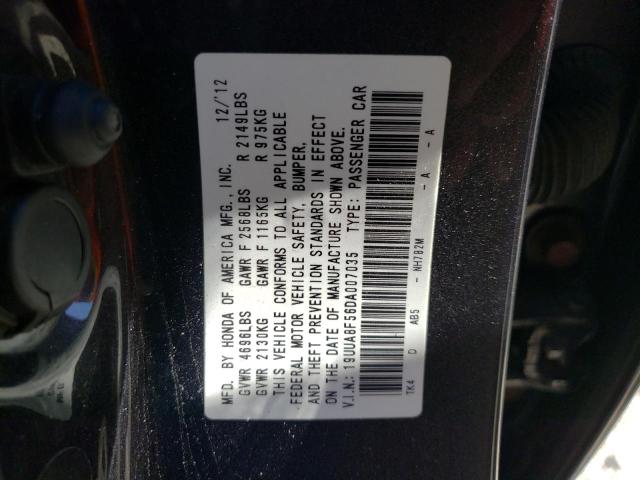 MFD. BY HONDA OF AMERICA MFG., INC. 12/'12
GVWR 4696LBS GAWR F 2568LBS R 2149LBS
GVWR 2130KG GAWR F 1165KG R 975KG
THIS VEHICLE CONFORMS TO ALL APPLICABLE
FEDERAL MOTOR VEHICLE SAFETY, BUMPER,
AND THEFT PREVENTION STANDARDS IN EFFECT
ON THE DATE OF MANUFACTURE SHOWN ABOVE.
V.I.N.: 19UUA8F56DA007035 TYPE: PASSENGER CAR
TK4 D AB5 - NH782M - A - A